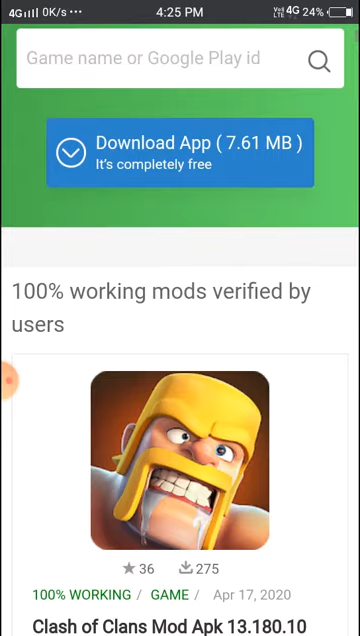 4G 0K/s ••• 4:25 PM 4G 24%
Game name or Google Play id
Download App ( 7.61 MB )
It's completely free
100% working mods verified by
users
36 275
100% WORKING / GAME / Apr 17, 2020
Clash of Clans Mod Apk 13.180.10